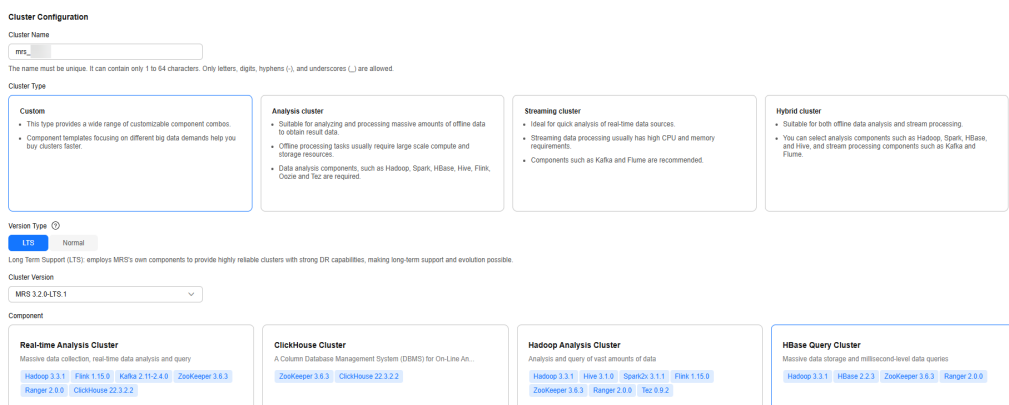 Cluster Configuration
Cluster Name
mrs_
The name must be unique. It can contain only 1 to 64 characters. Only letters, digits, hyphens (-), and underscores (_) are allowed.
Cluster Type
Custom
• This type provides a wide range of customizable component combos.
• Component templates focusing on different big data demands help you
buy clusters faster.
Analysis cluster
• Suitable for analyzing and processing massive amounts of offline data
to obtain result data.
• Offline processing tasks usually require large scale compute and
storage resources.
• Data analysis components, such as Hadoop, Spark, HBase, Hive, Flink,
Oozie and Tez are required.
Streaming cluster
• Ideal for quick analysis of real-time data sources.
• Streaming data processing usually has high CPU and memory
requirements.
• Components such as Kafka and Flume are recommended.
Hybrid cluster
• Suitable for both offline data analysis and stream processing.
• You can select analysis components such as Hadoop, Spark, HBase,
and Hive, and stream processing components such as Kafka and
Flume.
Version Type ?
LTS Normal
Long Term Support (LTS): employs MRS's own components to provide highly reliable clusters with strong DR capabilities, making long-term support and evolution possible.
Cluster Version
MRS 3.2.0-LTS.1
Component
Real-time Analysis Cluster
Massive data collection, real-time data analysis and query
Hadoop 3.3.1 Flink 1.15.0 Kafka 2.11-2.4.0 ZooKeeper 3.6.3
Ranger 2.0.0 ClickHouse 22.3.2.2
ClickHouse Cluster
A Column Database Management System (DBMS) for On-Line An...
ZooKeeper 3.6.3 ClickHouse 22.3.2.2
Hadoop Analysis Cluster
Analysis and query of vast amounts of data
Hadoop 3.3.1 Hive 3.1.0 Spark2x 3.1.1 Flink 1.15.0
ZooKeeper 3.6.3 Ranger 2.0.0 Tez 0.9.2
HBase Query Cluster
Massive data storage and millisecond-level data queries
Hadoop 3.3.1 HBase 2.2.3 ZooKeeper 3.6.3 Ranger 2.0.0